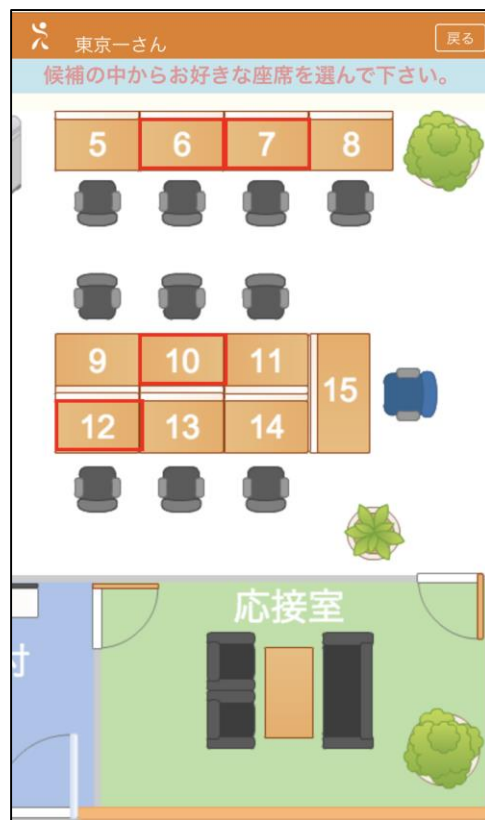 東京一さん
戻る
候補の中からお好きな座席を選んで下さい。
5 6 7 8
9 10 11
15
12 13 14
応接室
付